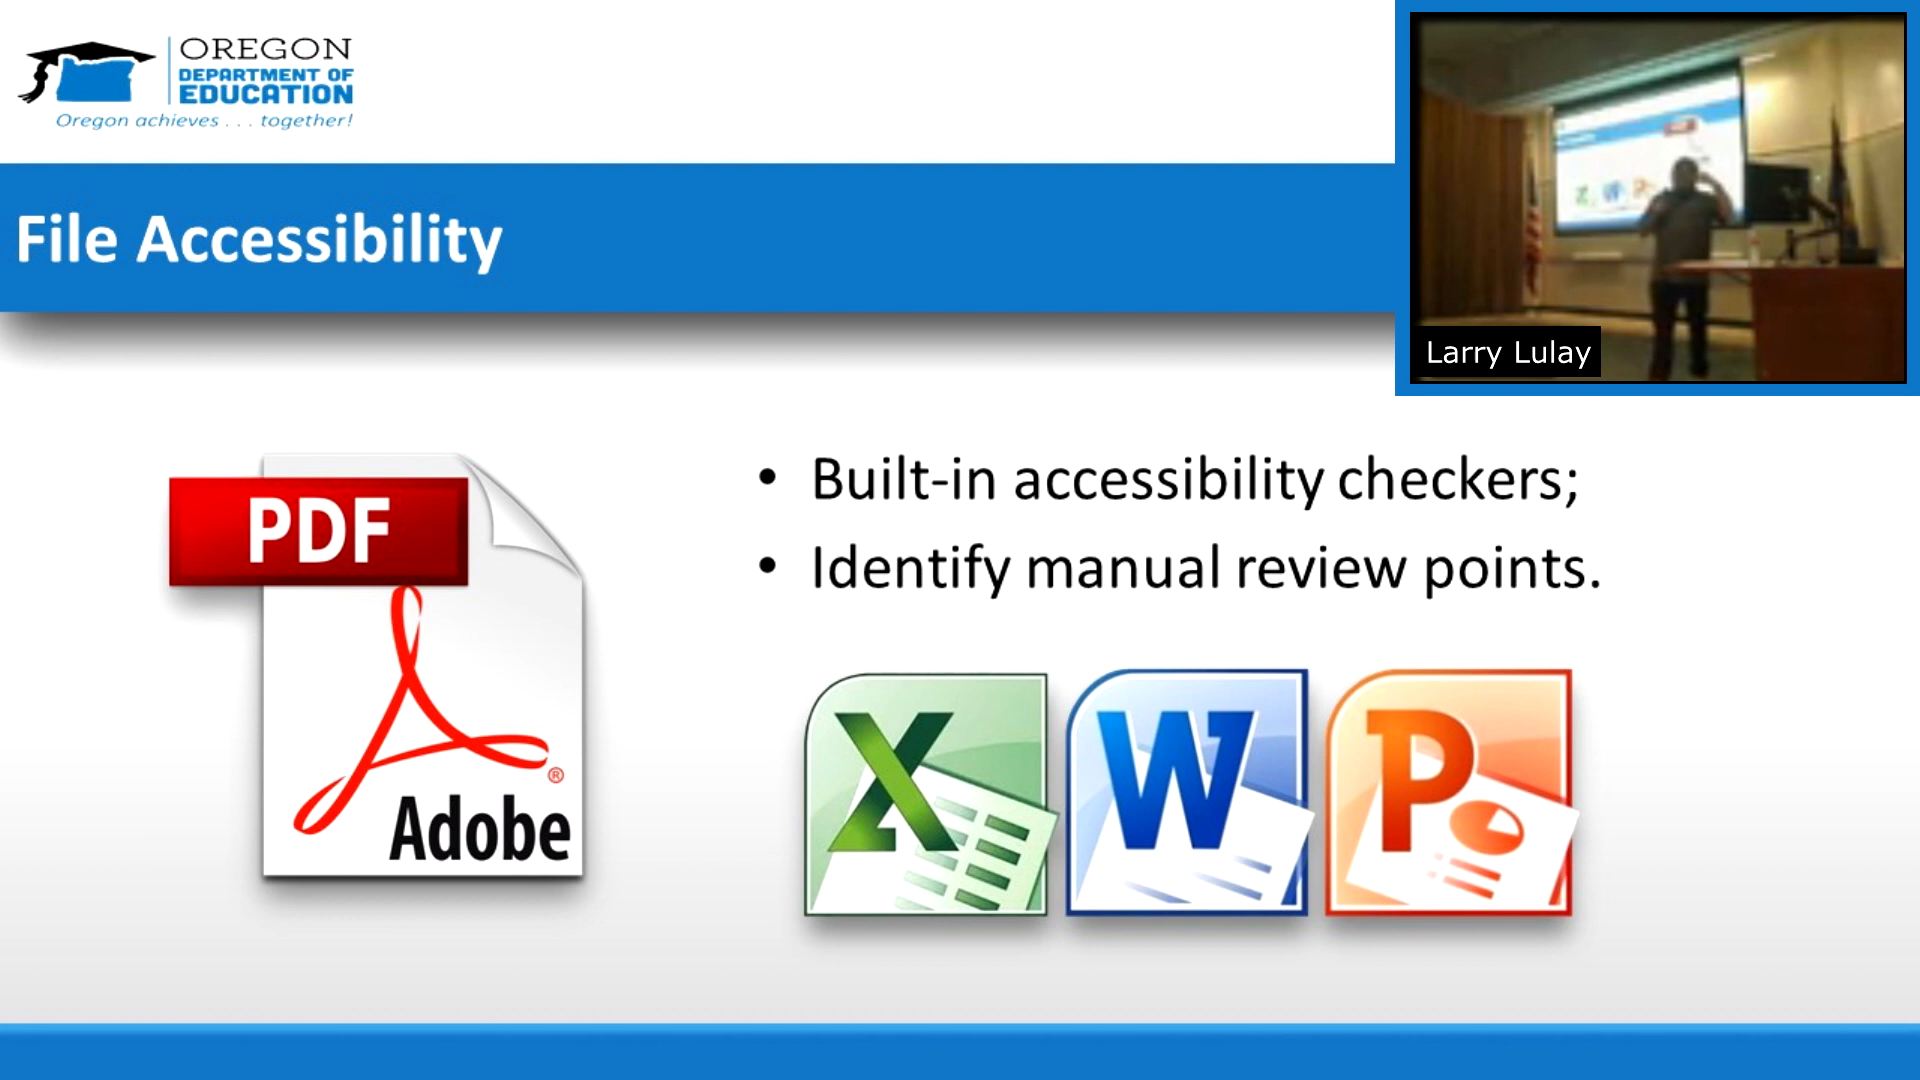 OREGON
DEPARTMENT OF
EDUCATION
Oregon achieves . . . together!
File Accessibility
Larry Lulay
PDF
Adobe
®
• Built-in accessibility checkers;
• Identify manual review points.
X
W
P